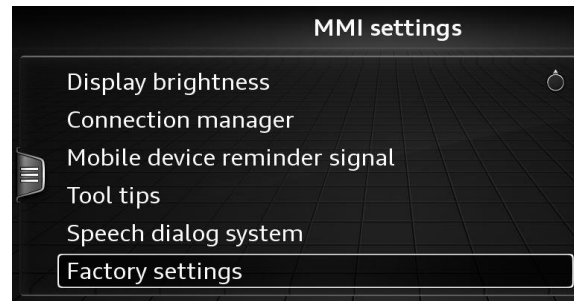 MMI settings
Display brightness
Connection manager
Mobile device reminder signal
Tool tips
Speech dialog system
Factory settings